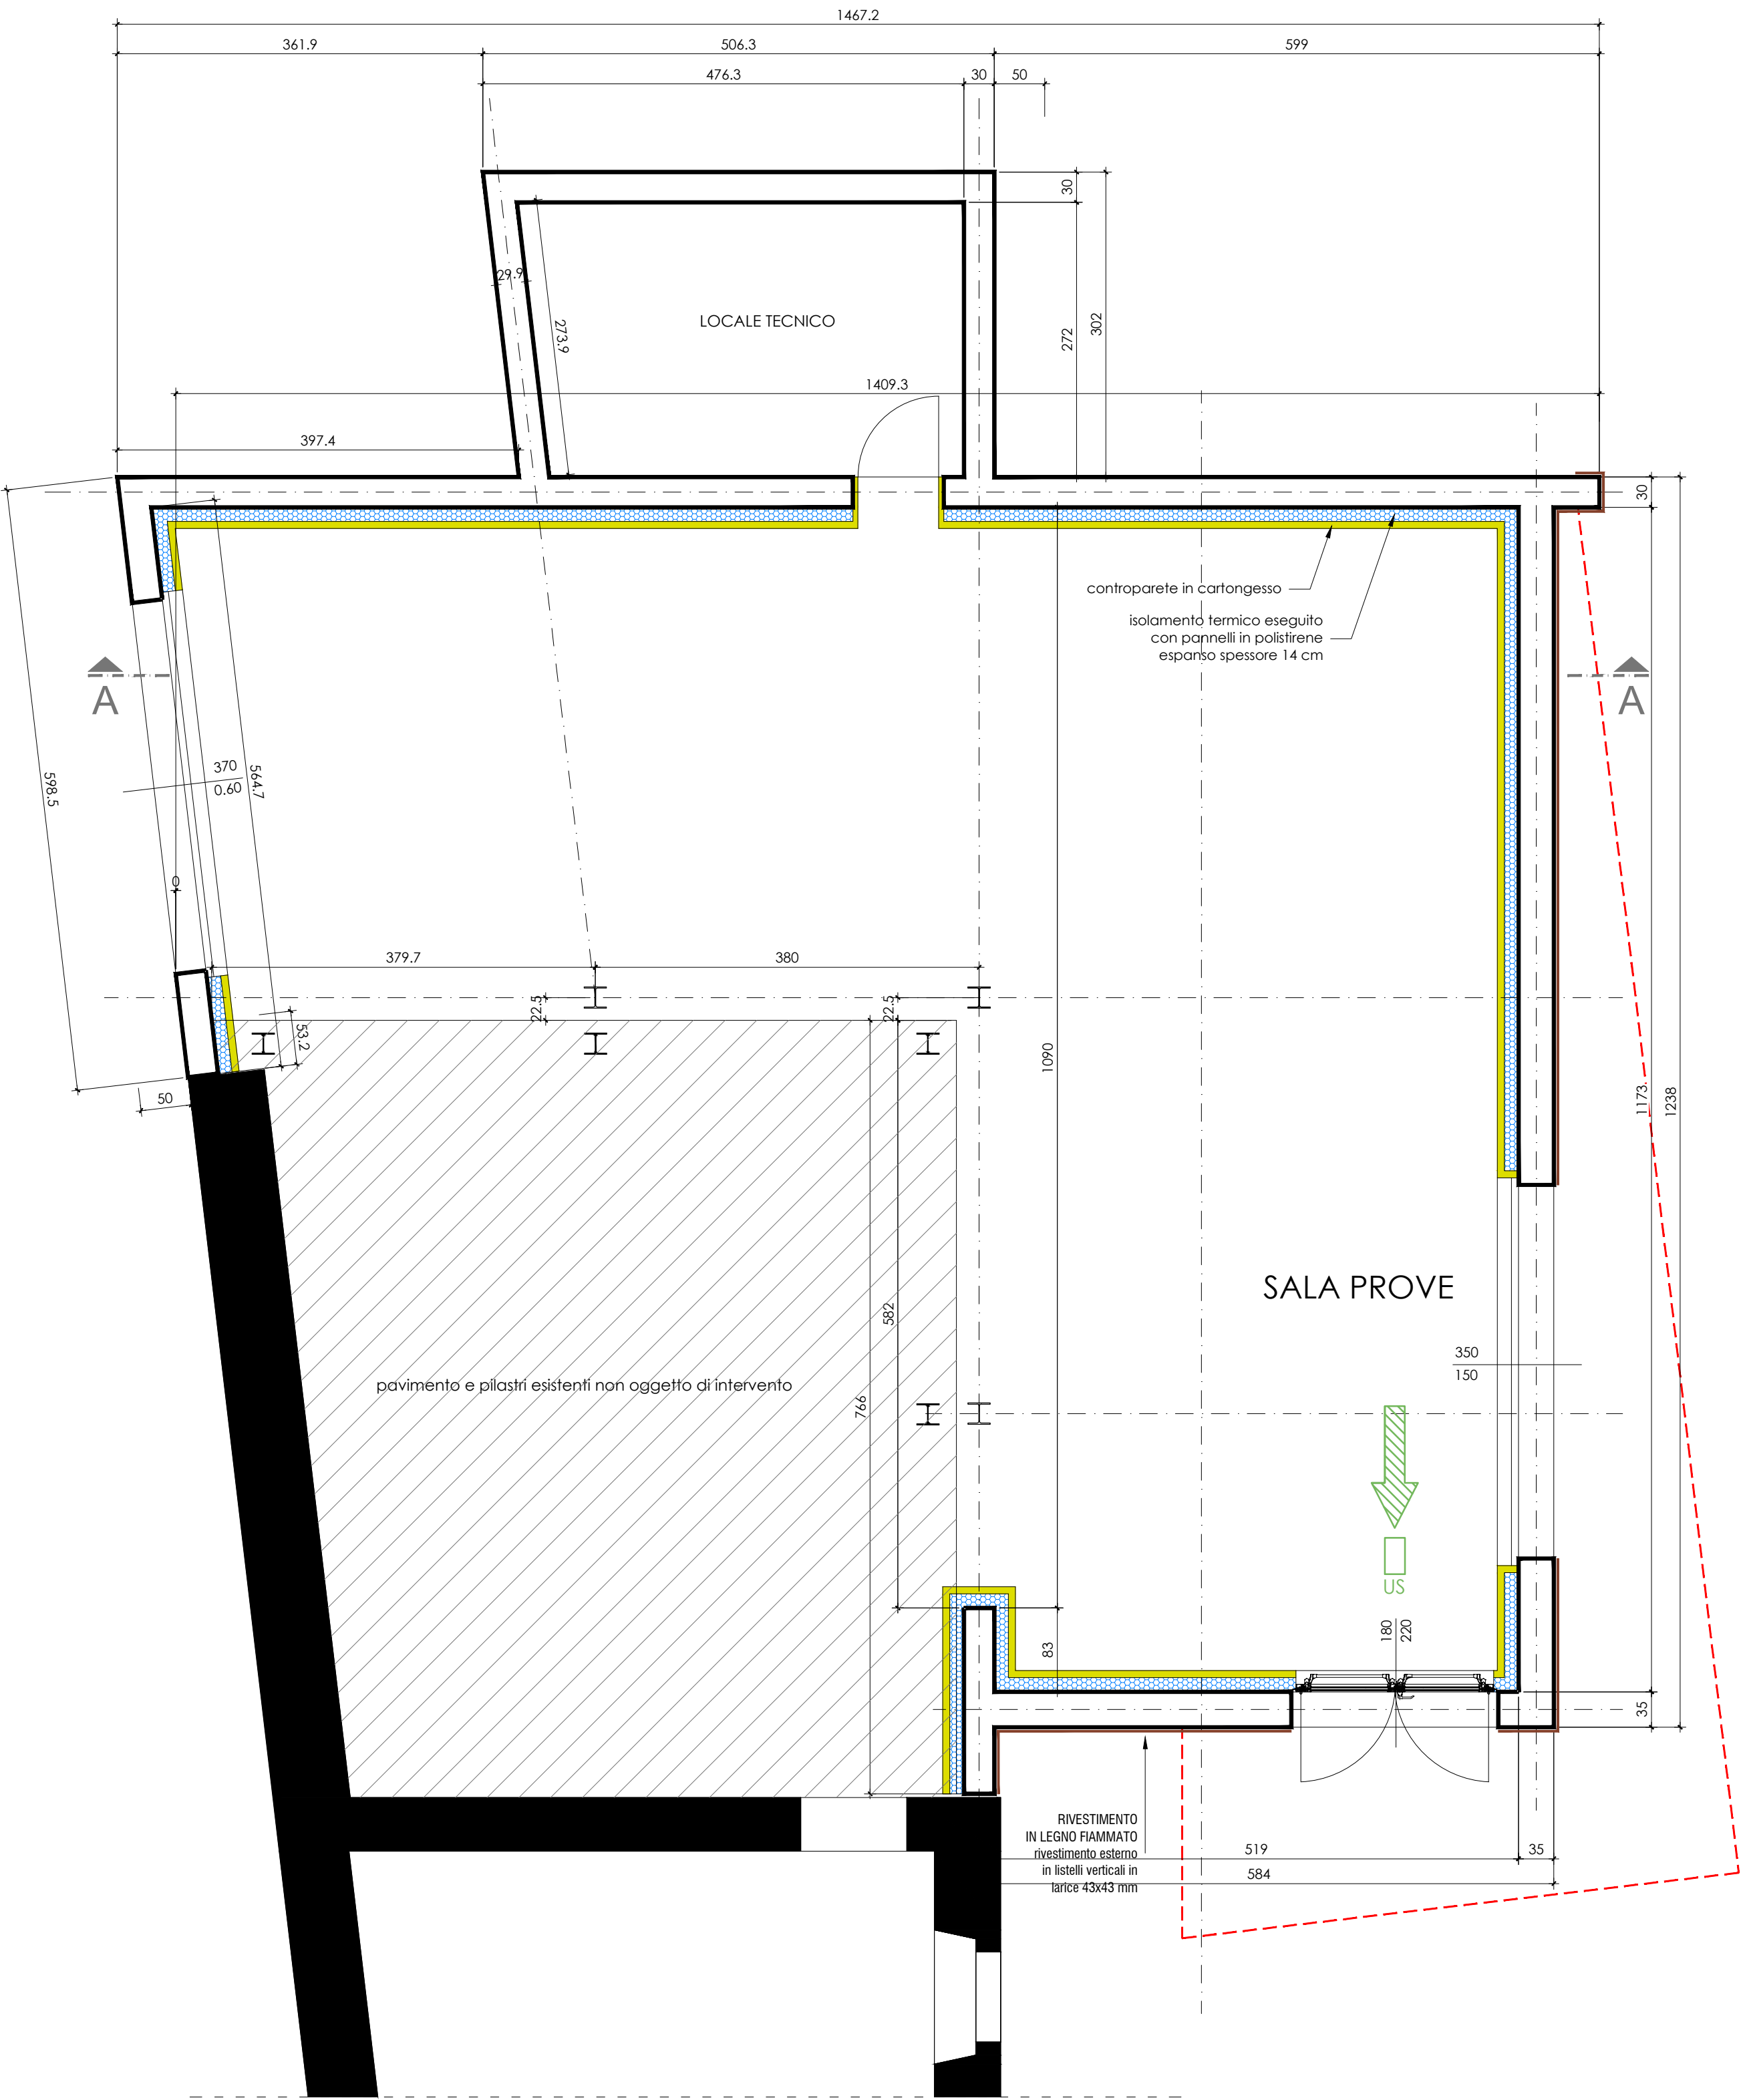 1467.2
361.9
506.3
599
476.3
30
50
30
29.9
273.9
LOCALE TECNICO
272
302
1409.3
397.4
30
controparete in cartongesso
isolamento termico eseguito
con pannelli in polistirene
espanso spessore 14 cm
A
A
598.5
370
0.60
564.7
0
379.7
380
22.5
22.5
53.2
50
1090
1173.
1238
SALA PROVE
582
350
150
pavimento e pilastri esistenti non oggetto di intervento
766
US
180
220
83
35
RIVESTIMENTO
IN LEGNO FIAMMATO
rivestimento esterno
in listelli verticali in
larice 43x43 mm
519
35
584